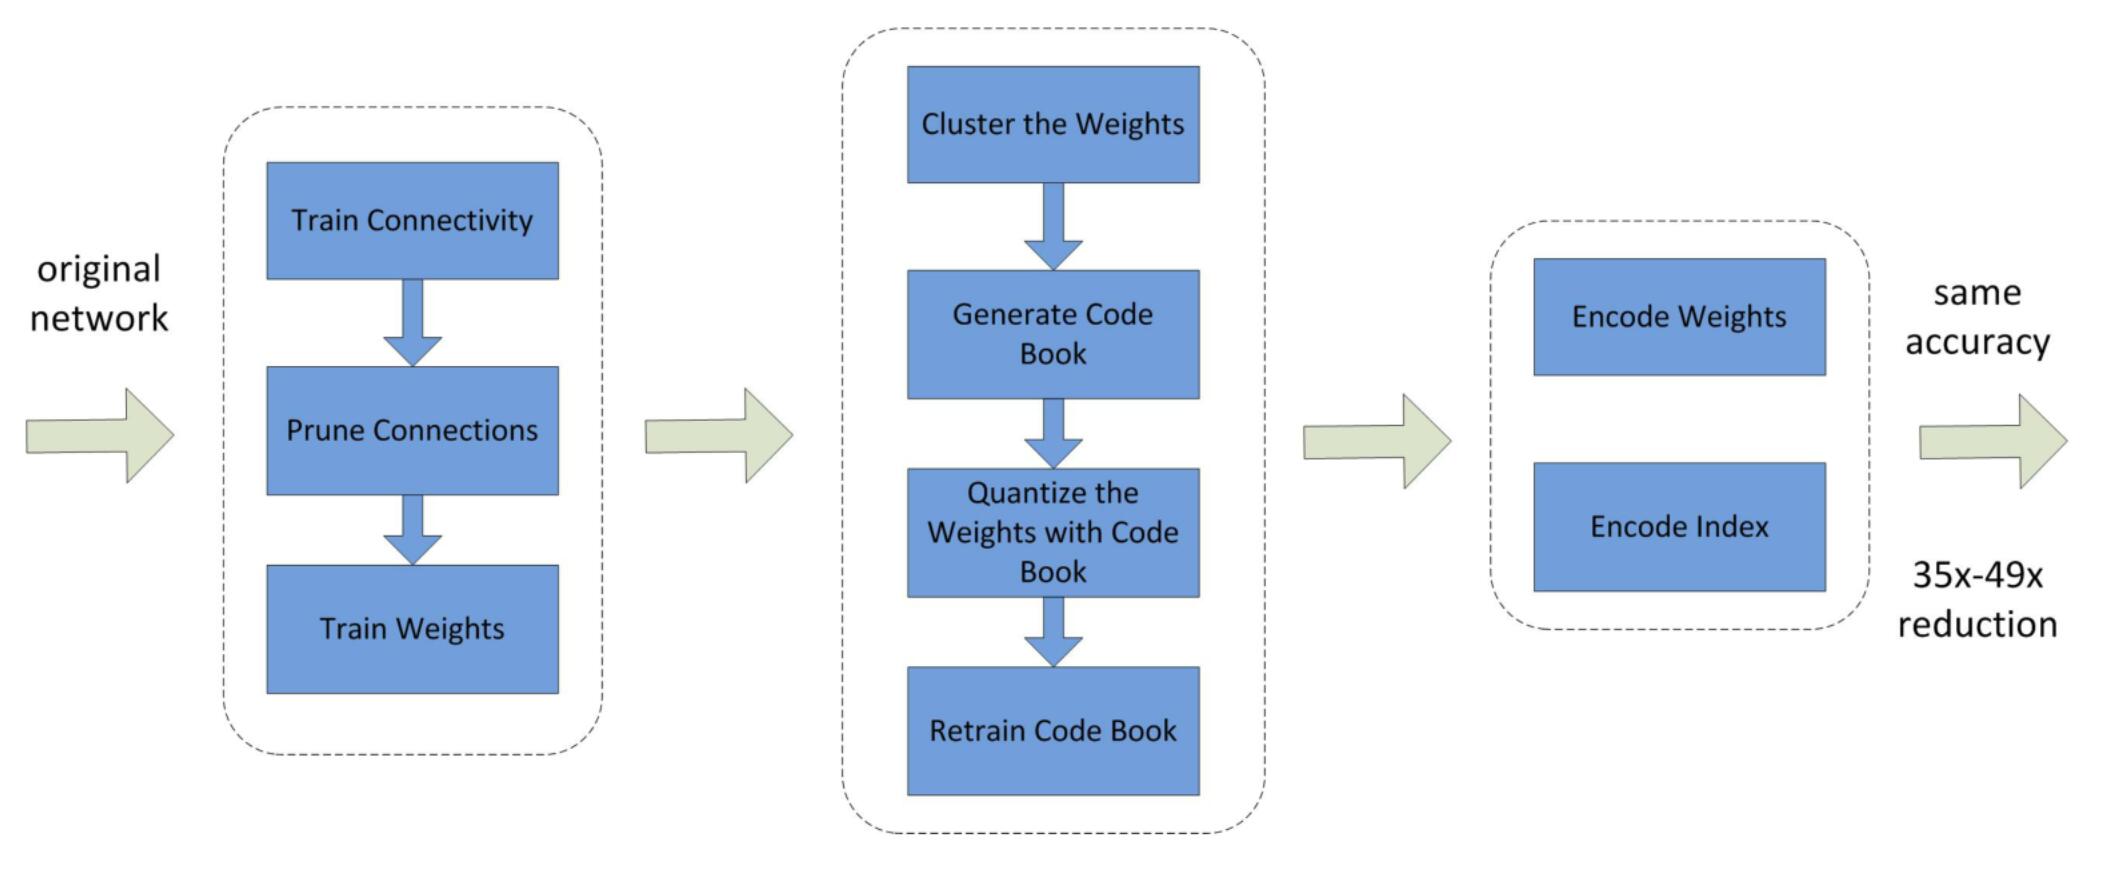 original
network
Train Connectivity
Prune Connections
Train Weights
Cluster the Weights
Generate Code
Book
Quantize the
Weights with Code
Book
Retrain Code Book
Encode Weights
Encode Index
same
accuracy
35x-49x
reduction